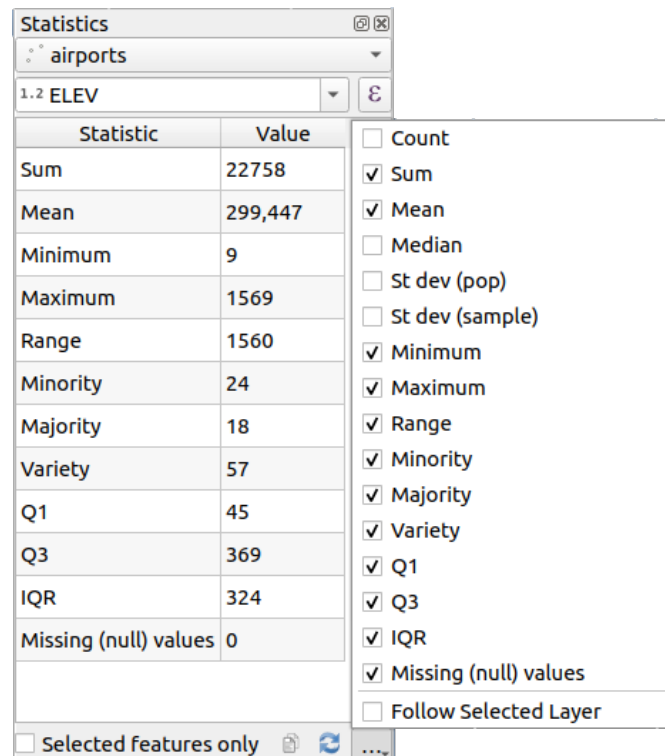 Statistics
airports
1.2 ELEV
ε
Statistic Value
Sum 22758
Mean 299,447
Minimum 9
Maximum 1569
Range 1560
Minority 24
Majority 18
Variety 57
Q1 45
Q3 369
IQR 324
Missing (null) values 0
Selected features only
...
Count
Sum
Mean
Median
St dev (pop)
St dev (sample)
Minimum
Maximum
Range
Minority
Majority
Variety
Q1
Q3
IQR
Missing (null) values
Follow Selected Layer